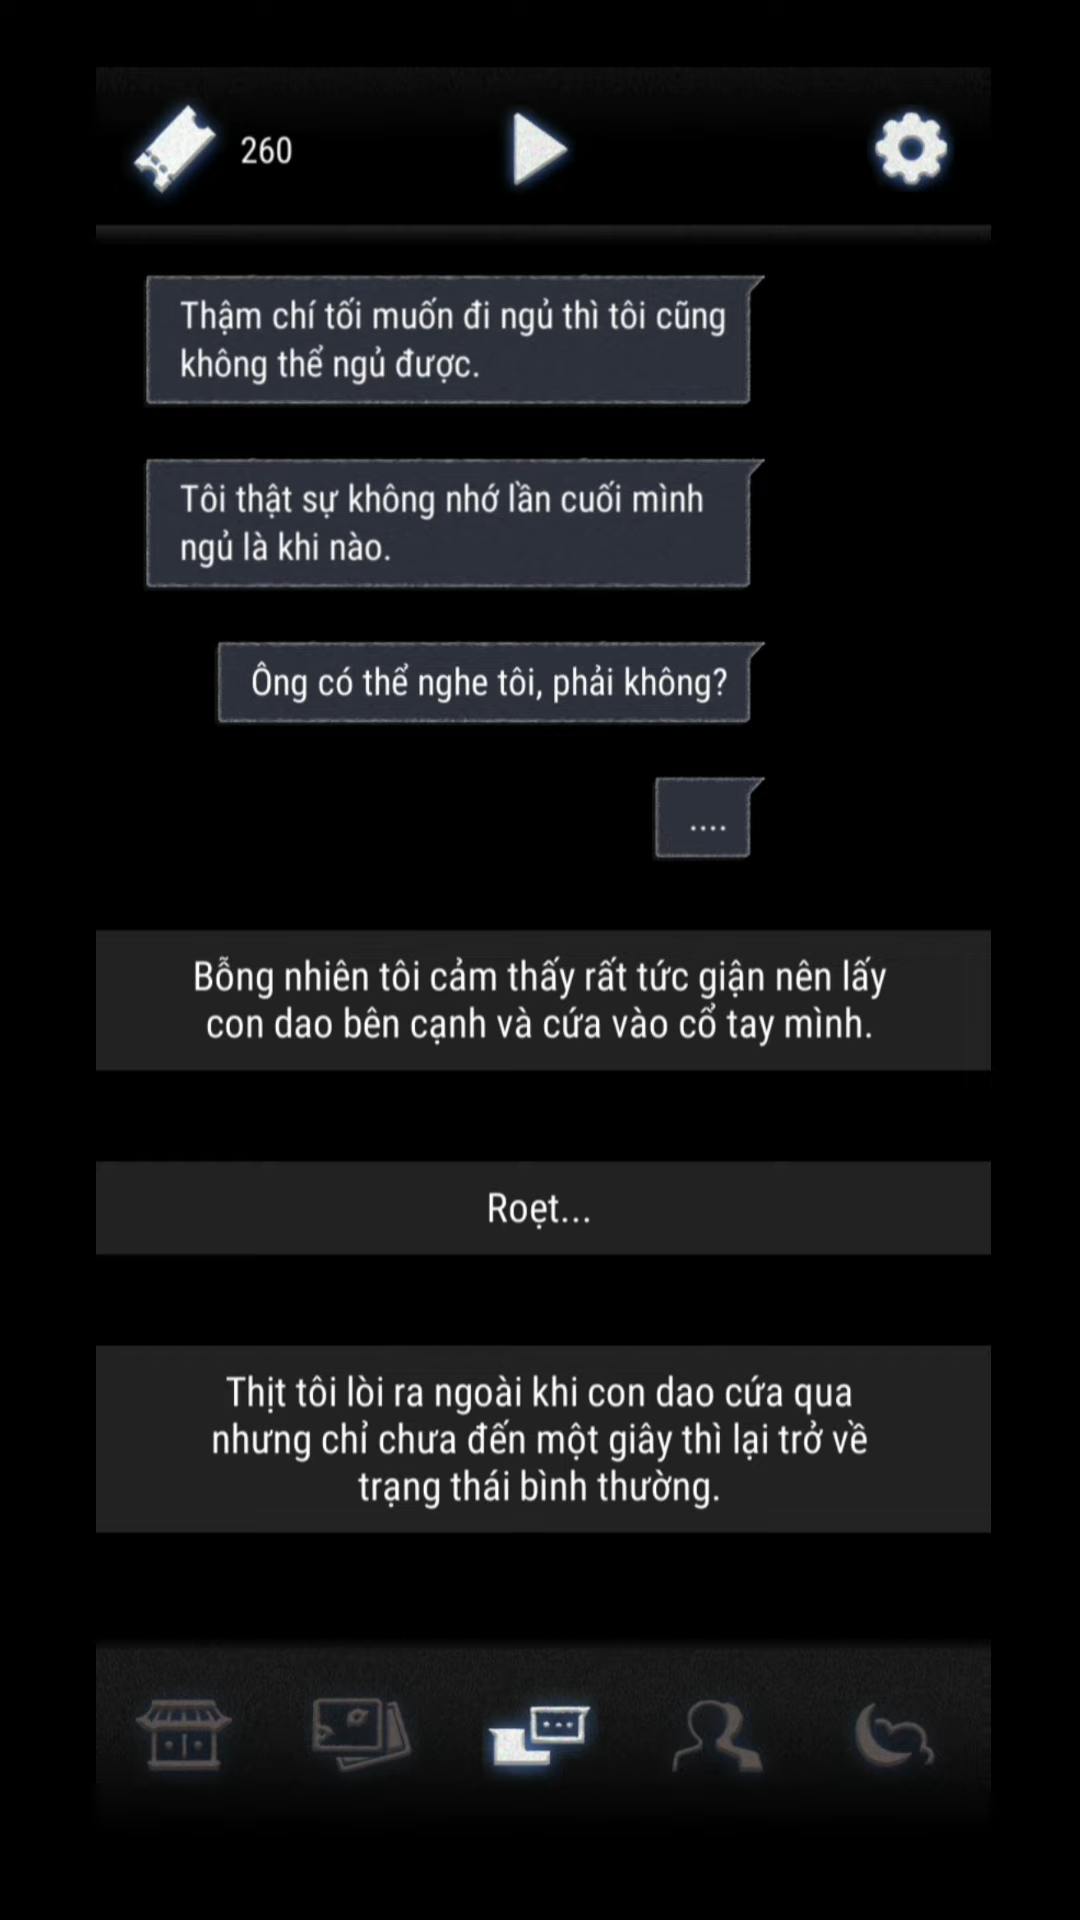 260
Thậm chí tối muốn đi ngủ thì tôi cũng
không thể ngủ được.
Tôi thật sự không nhớ lần cuối mình
ngủ là khi nào.
Ông có thể nghe tôi, phải không?
....
Bỗng nhiên tôi cảm thấy rất tức giận nên lấy
con dao bên cạnh và cứa vào cổ tay mình.
Roẹt...
Thịt tôi lòi ra ngoài khi con dao cứa qua
nhưng chỉ chưa đến một giây thì lại trở về
trạng thái bình thường.